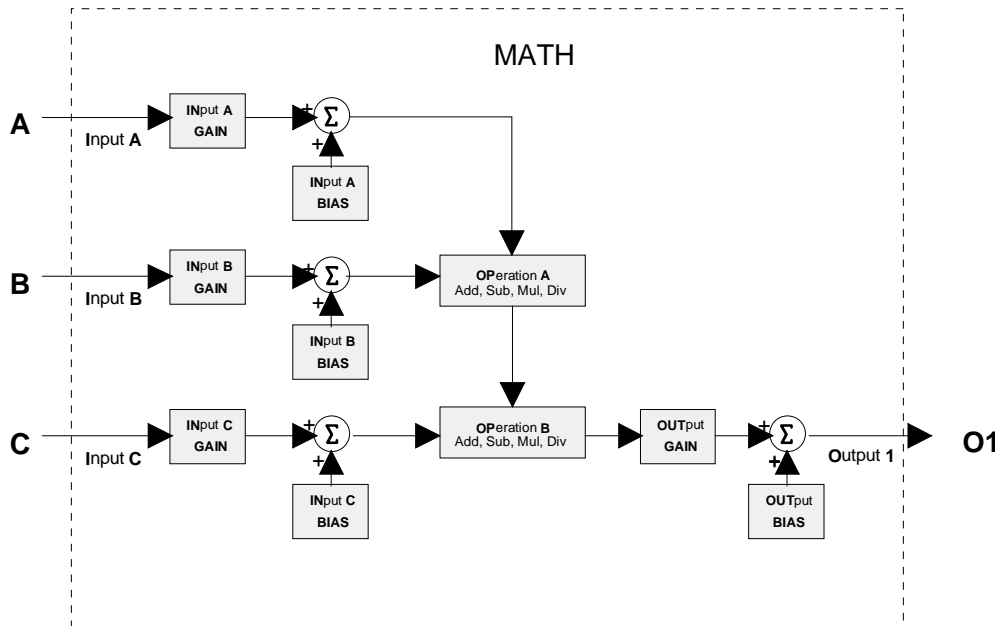 MATH
A
Input A
INput A
GAIN
+
Σ
+
INput A
BIAS
B
Input B
INput B
GAIN
+
Σ
+
INput B
BIAS
OPeration A
Add, Sub, Mul, Div
C
Input C
INput C
GAIN
+
Σ
+
INput C
BIAS
OPeration B
Add, Sub, Mul, Div
OUTput
GAIN
+
Σ
+
OUTput
BIAS
Output 1
O1